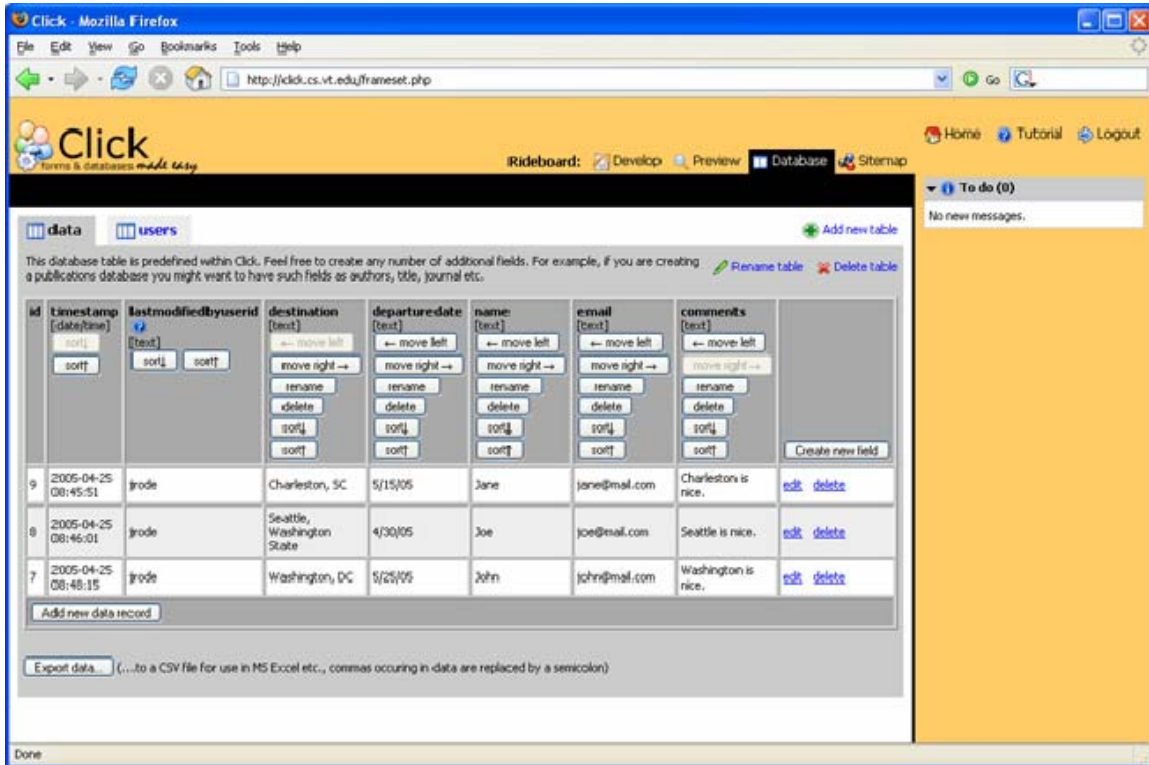 Click - Mozilla Firefox
File Edit View Go Bookmarks Tools Help
http://click.cs.vt.edu/frameset.php Go
Click
forms & databases made easy
Home Tutorial Logout
Rideboard: Develop Preview Database Sitemap
To do (0)
No new messages.
data users Add new table
This database table is predefined within Click. Feel free to create any number of additional fields. For example, if you are creating
a publications database you might want to have such fields as authors, title, journal etc.
Rename table Delete table
id timestamp lastmodifiedbyuserid destination departuredate name email comments
[date/time] [text] [text] [text] [text] [text] [text]
sort↓ sort↓ sort↑ ← move left ← move left ← move left ← move left ← move left
sort↑ move right → move right → move right → move right → move right →
rename rename rename rename rename
delete delete delete delete delete
sort↓ sort↓ sort↓ sort↓ sort↓
sort↑ sort↑ sort↑ sort↑ sort↑ Create new field
9 2005-04-25 08:45:51 jrode Charleston, SC 5/15/05 Jane jane@mail.com Charleston is nice. edit delete
8 2005-04-25 08:46:01 jrode Seattle, Washington State 4/30/05 Joe joe@mail.com Seattle is nice. edit delete
7 2005-04-25 08:48:15 jrode Washington, DC 5/25/05 John john@mail.com Washington is nice. edit delete
Add new data record
Export data... (....to a CSV file for use in MS Excel etc., commas occuring in data are replaced by a semicolon)
Done